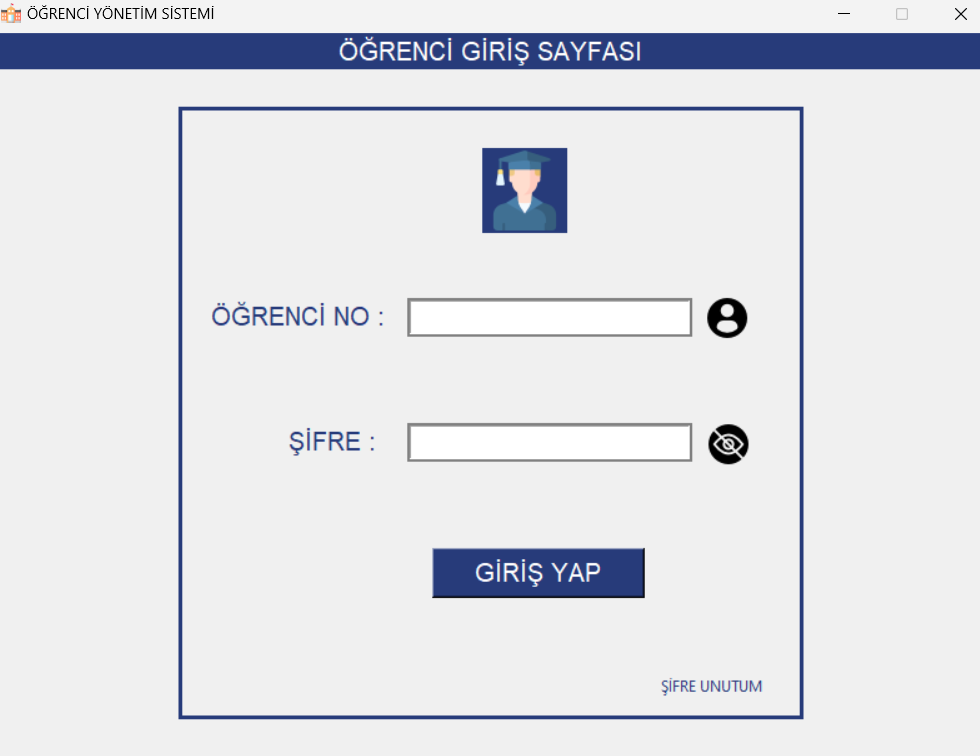 ÖĞRENCİ YÖNETİM SİSTEMİ
ÖĞRENCİ GİRİŞ SAYFASI
ÖĞRENCİ NO :
ŞİFRE :
GİRİŞ YAP
ŞİFRE UNUTUM